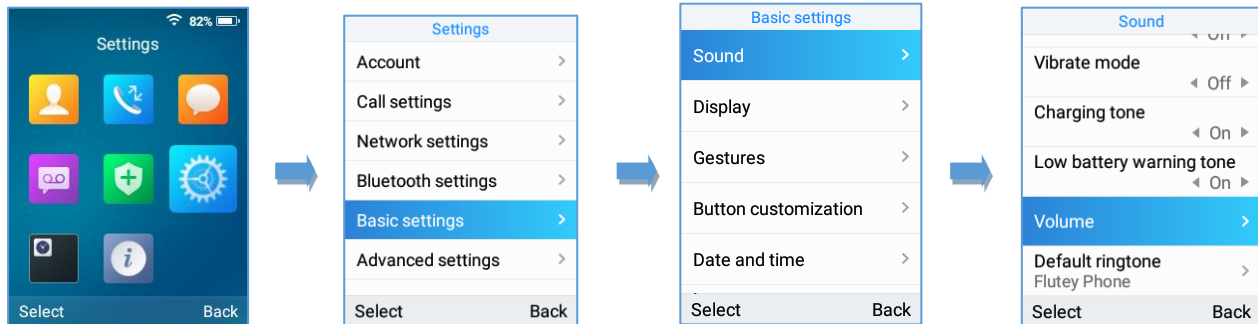 82%
Settings
Select Back
Settings
Account
Call settings
Network settings
Bluetooth settings
Basic settings
Advanced settings
Select Back
Basic settings
Sound
Display
Gestures
Button customization
Date and time
Select Back
Sound
Vibrate mode
Off
Charging tone
On
Low battery warning tone
On
Volume
Default ringtone
Flutey Phone
Select Back